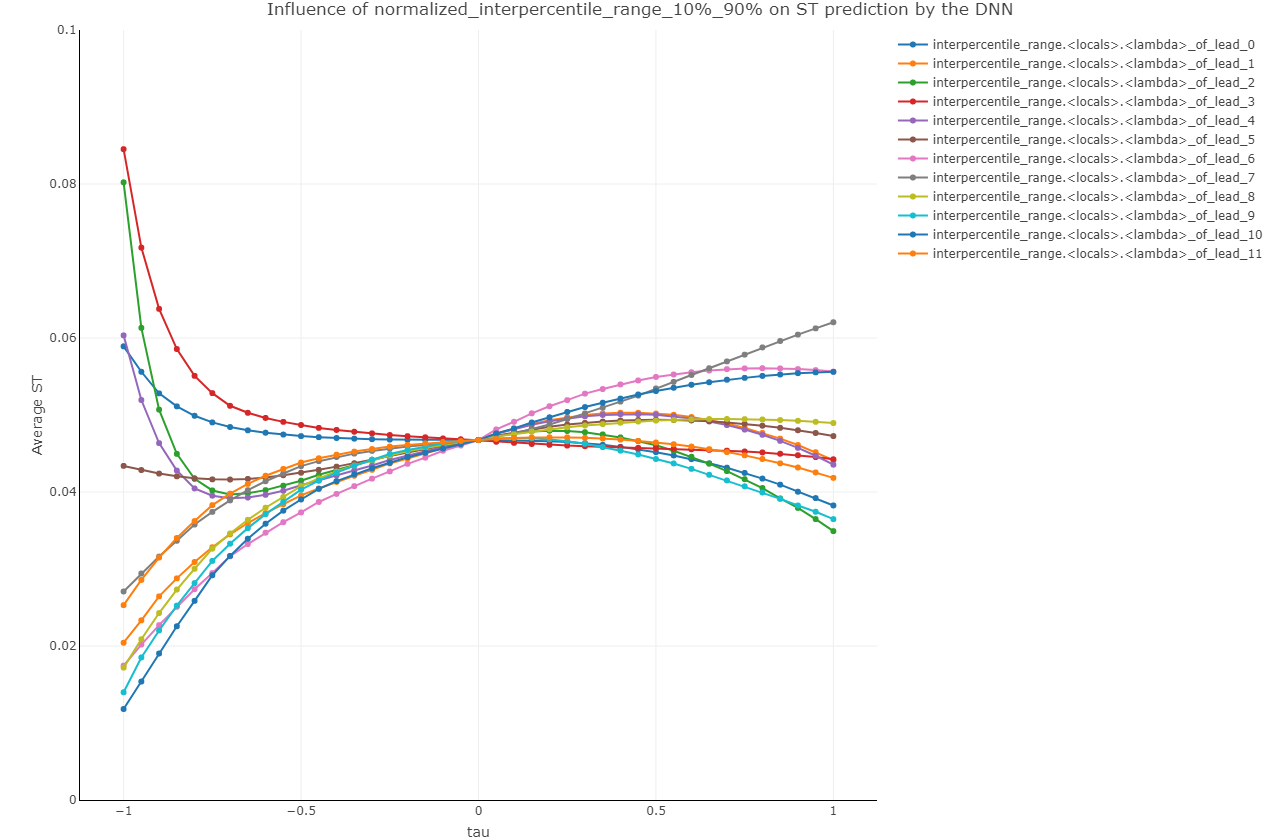 Influence of normalized_interpercentile_range_10%_90% on ST prediction by the DNN
0.1
0.08
0.06
0.04
0.02
0
Average ST
−1
−0.5
0
0.5
1
tau
interpercentile_range.<locals>.<lambda>_of_lead_0
interpercentile_range.<locals>.<lambda>_of_lead_1
interpercentile_range.<locals>.<lambda>_of_lead_2
interpercentile_range.<locals>.<lambda>_of_lead_3
interpercentile_range.<locals>.<lambda>_of_lead_4
interpercentile_range.<locals>.<lambda>_of_lead_5
interpercentile_range.<locals>.<lambda>_of_lead_6
interpercentile_range.<locals>.<lambda>_of_lead_7
interpercentile_range.<locals>.<lambda>_of_lead_8
interpercentile_range.<locals>.<lambda>_of_lead_9
interpercentile_range.<locals>.<lambda>_of_lead_10
interpercentile_range.<locals>.<lambda>_of_lead_11